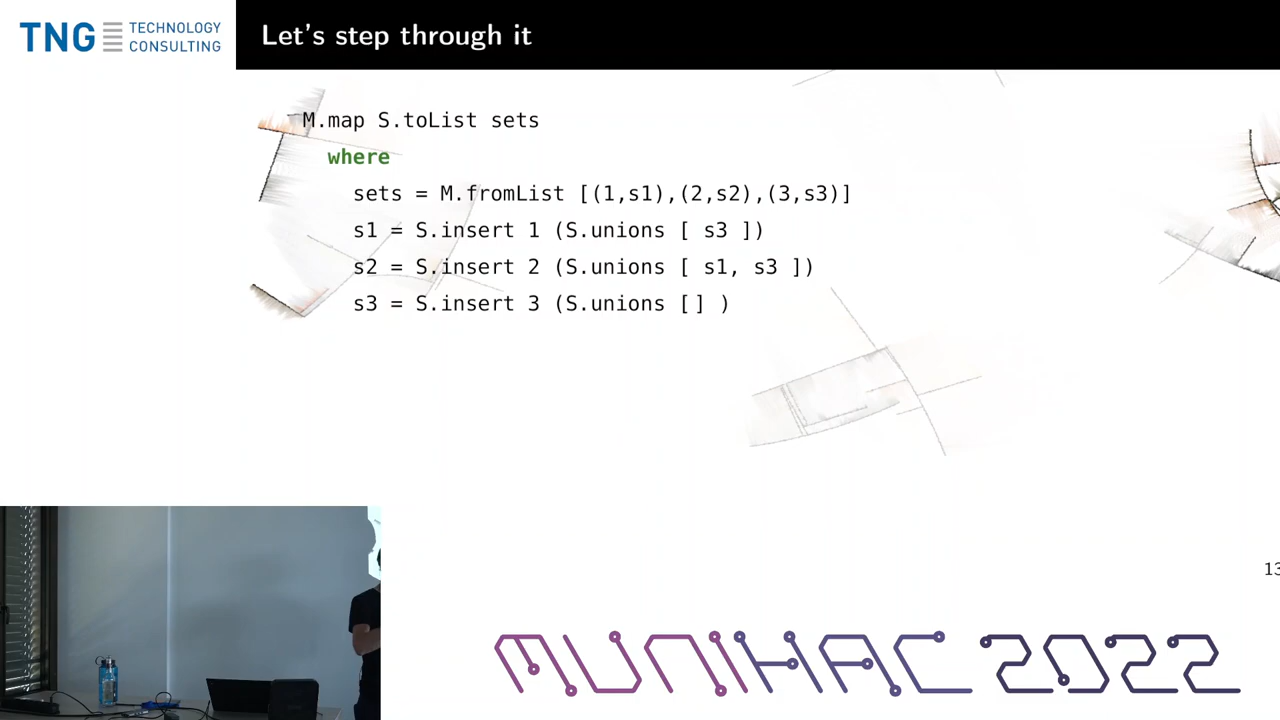 TNG TECHNOLOGY CONSULTING
Let's step through it
M.map S.toList sets
where
sets = M.fromList [(1,s1),(2,s2),(3,s3)]
s1 = S.insert 1 (S.unions [ s3 ])
s2 = S.insert 2 (S.unions [ s1, s3 ])
s3 = S.insert 3 (S.unions [] )
13
MUNIHAC 2022